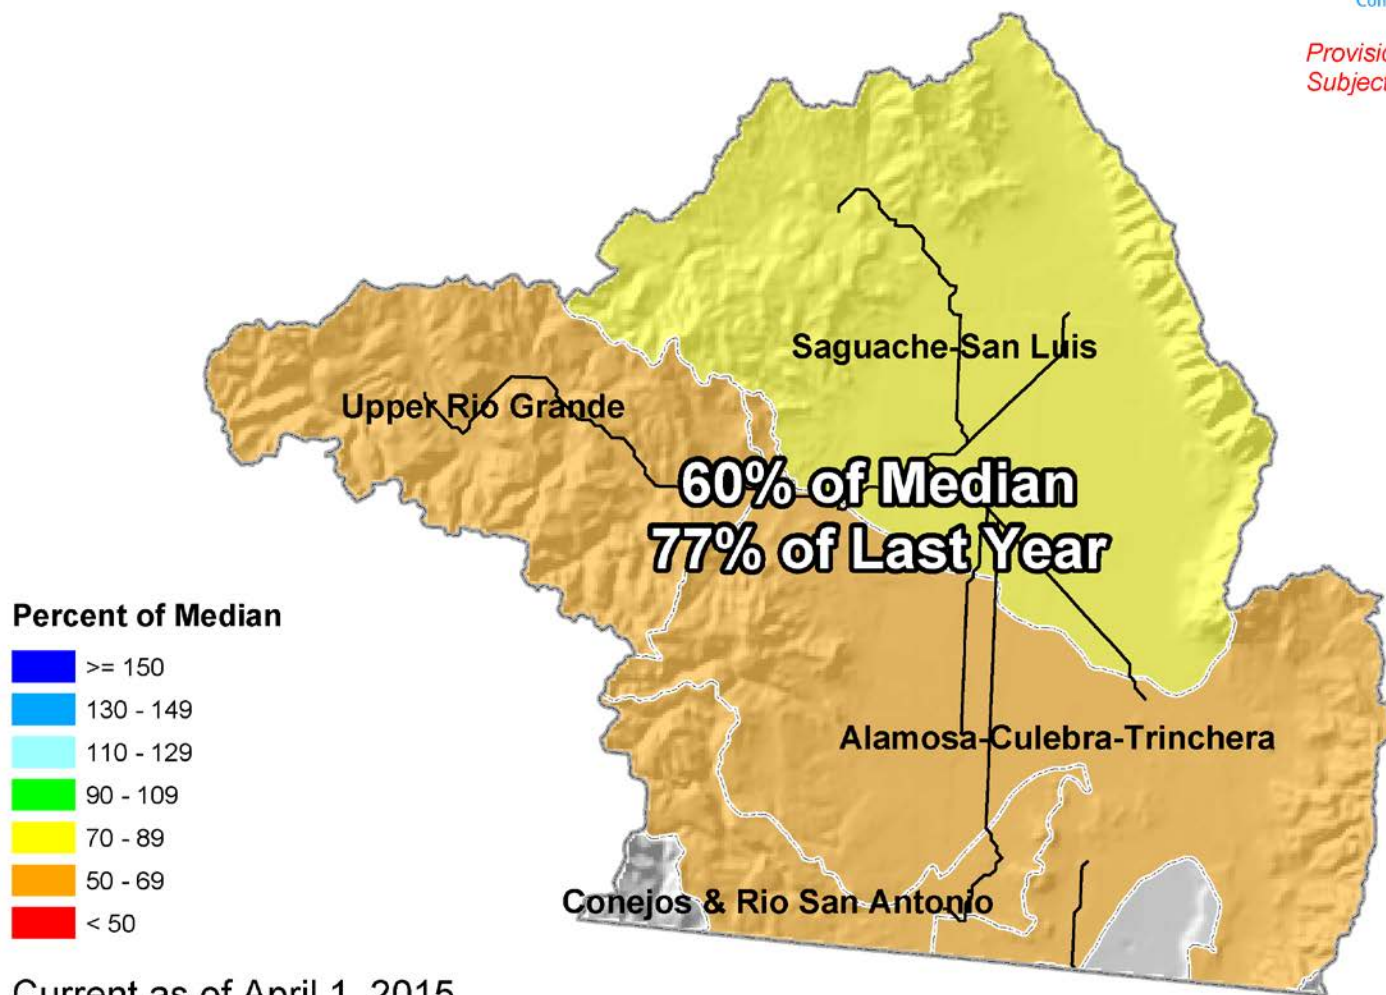 Provisio
Subject
Saguache-San Luis
Upper Rio Grande
60% of Median
77% of Last Year
Percent of Median
>= 150
130 - 149
110 - 129
90 - 109
70 - 89
50 - 69
< 50
Alamosa-Culebra-Trinchera
Conejos & Rio San Antonio
Current as of April 1, 2015